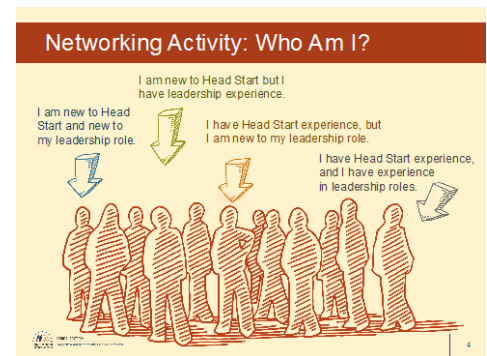 Networking Activity: Who Am I?
I am new to Head Start but I
have leadership experience.
I am new to Head
Start and new to
my leadership role.
I have Head Start experience, but
I am new to my leadership role.
I have Head Start experience,
and I have experience
in leadership roles.
4